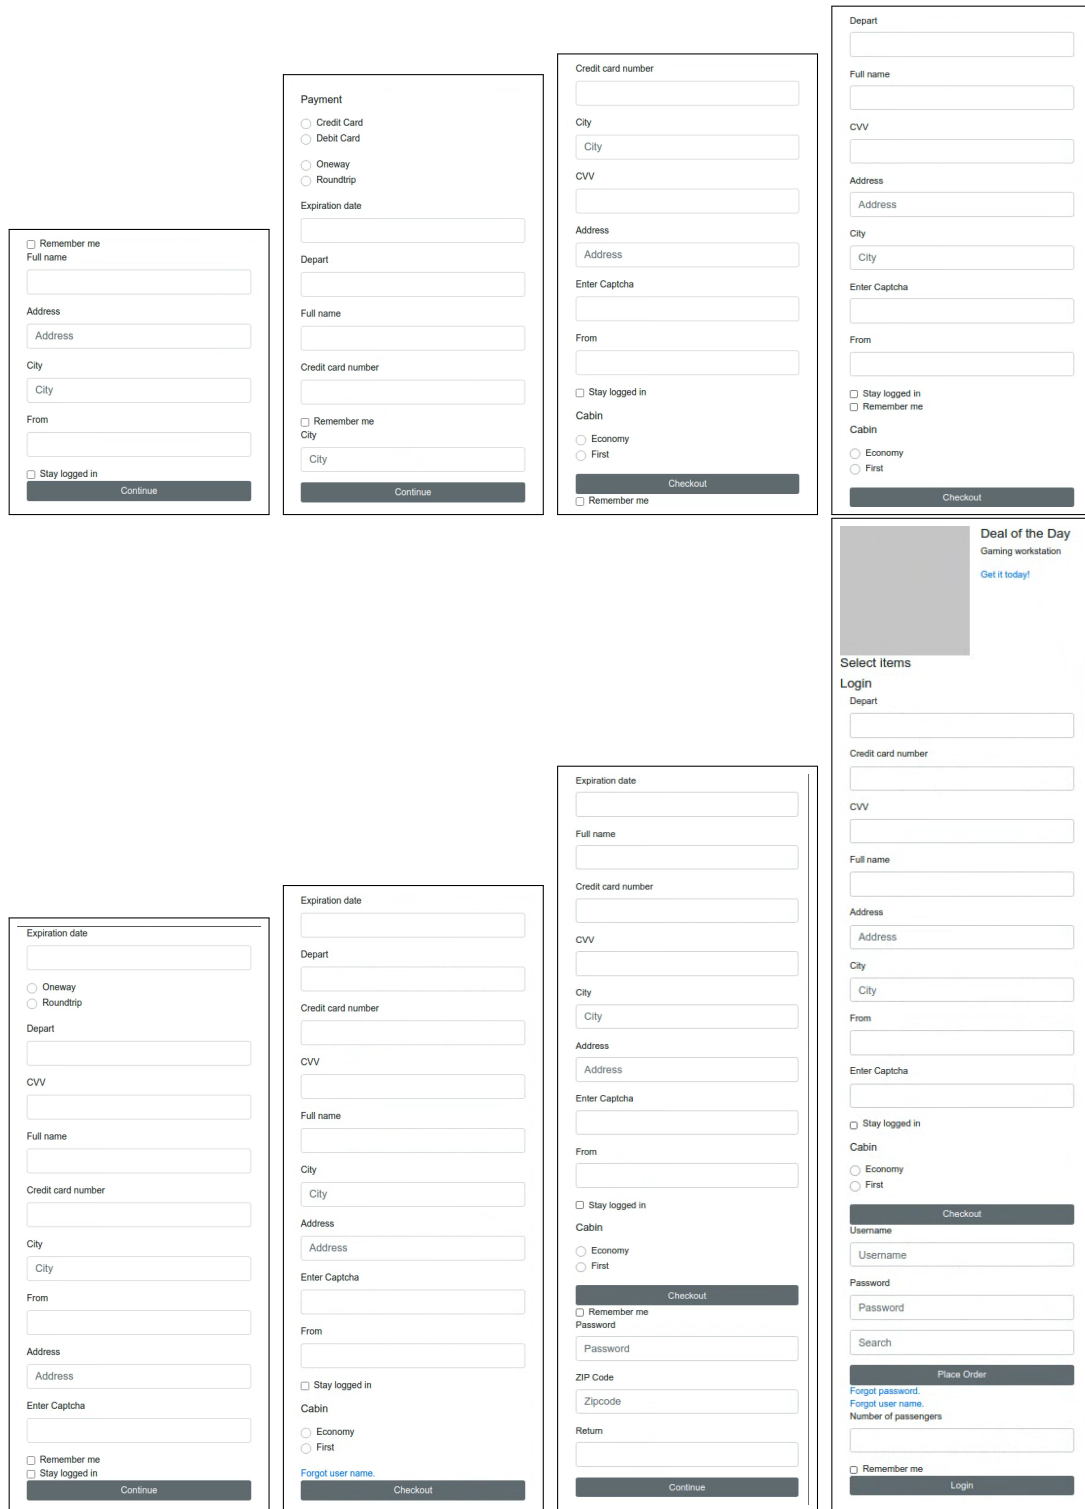 Remember me
Full name
Address
Address
City
City
From
Stay logged in
Continue
Payment
Credit Card
Debit Card
Oneway
Roundtrip
Expiration date
Depart
Full name
Credit card number
Remember me
City
City
Continue
Credit card number
City
City
CVV
Address
Address
Enter Captcha
From
Stay logged in
Cabin
Economy
First
Checkout
Remember me
Depart
Full name
CVV
Address
Address
City
City
Enter Captcha
From
Stay logged in
Remember me
Cabin
Economy
First
Checkout
Expiration date
Oneway
Roundtrip
Depart
CVV
Full name
Credit card number
City
City
From
Address
Address
Enter Captcha
Remember me
Stay logged in
Continue
Expiration date
Depart
Credit card number
CVV
Full name
City
City
Address
Address
Enter Captcha
From
Stay logged in
Cabin
Economy
First
Forgot user name.
Checkout
Expiration date
Full name
Credit card number
CVV
City
City
Address
Address
Enter Captcha
From
Stay logged in
Cabin
Economy
First
Checkout
Remember me
Password
Password
ZIP Code
Zipcode
Return
Continue
Deal of the Day
Gaming workstation
Get it today!
Select items
Login
Depart
Credit card number
CVV
Full name
Address
Address
City
City
From
Enter Captcha
Stay logged in
Cabin
Economy
First
Checkout
Username
Username
Password
Password
Search
Place Order
Forgot password.
Forgot user name.
Number of passengers
Remember me
Login